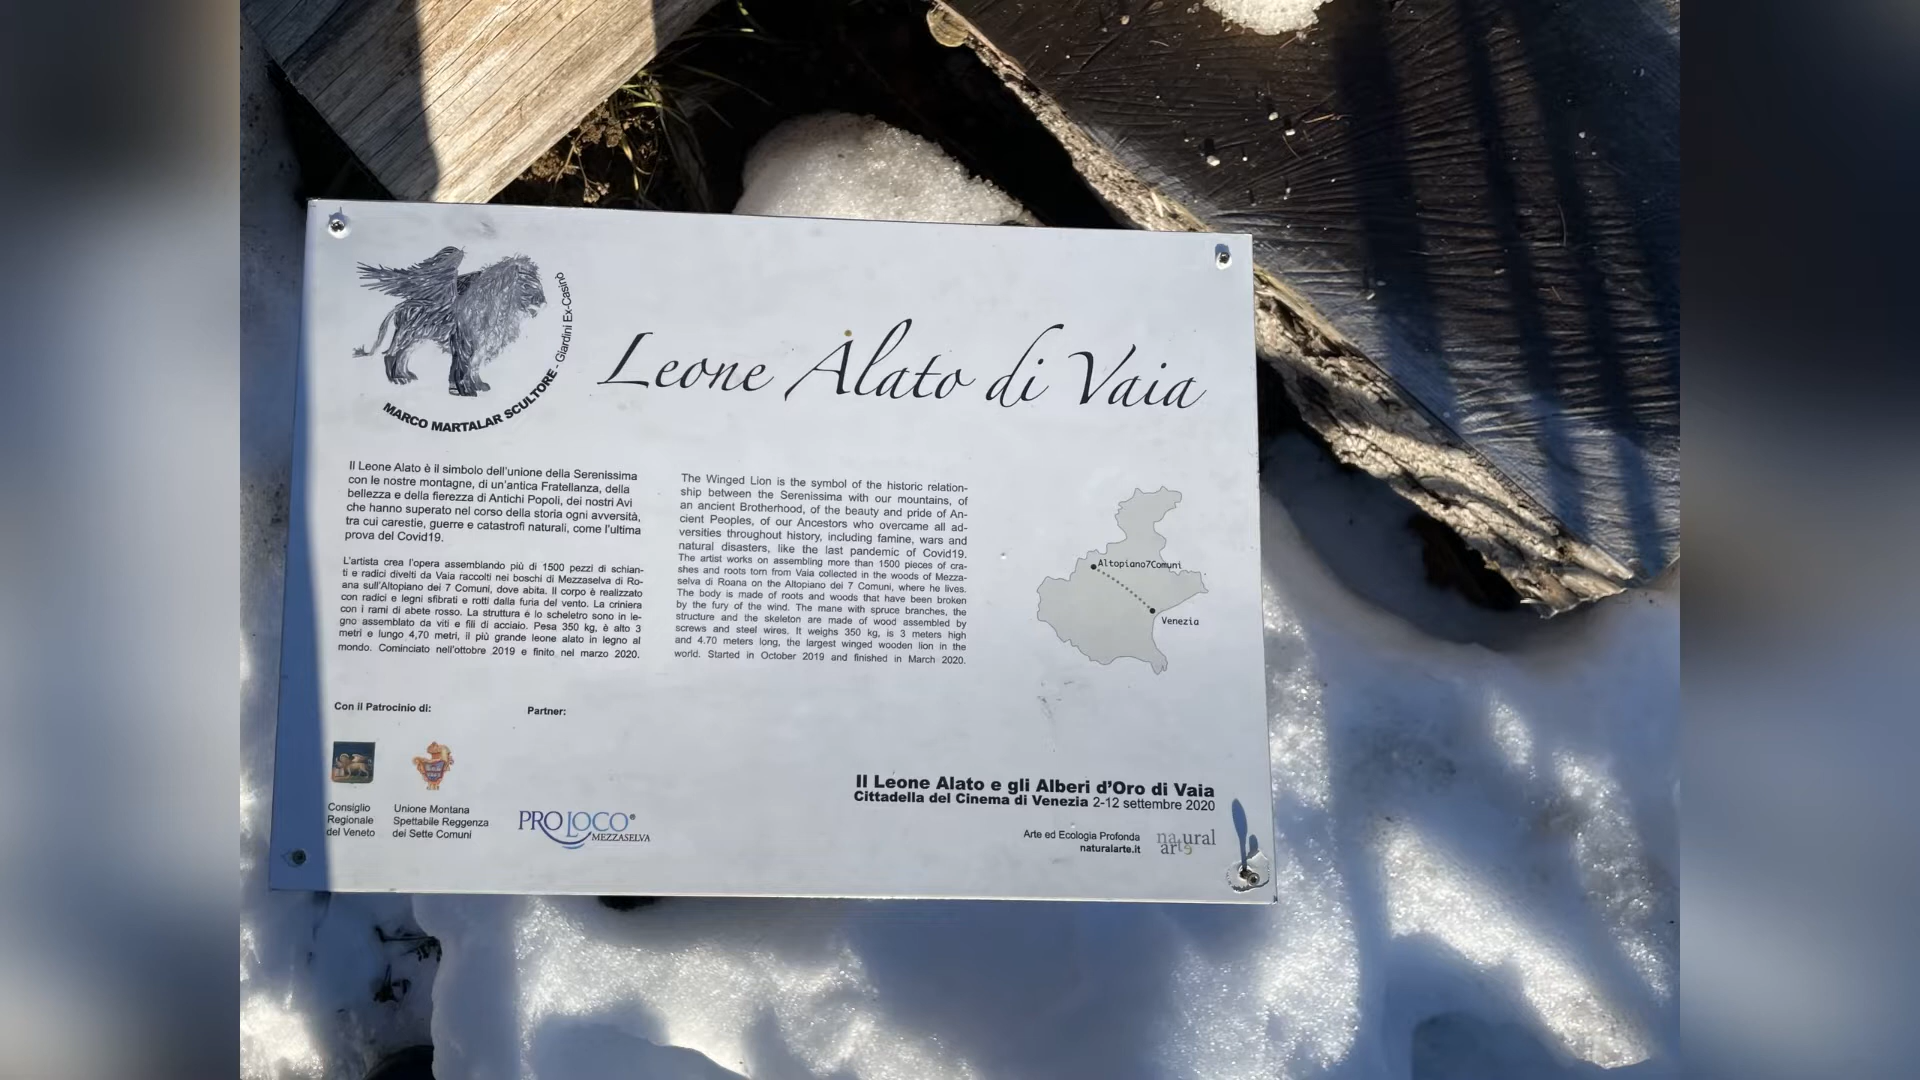 MARCO MARTALAR SCULTORE - Giardini Ex-Casinò
Leone Alato di Vaia
Il Leone Alato è il simbolo dell'unione della Serenissima
con le nostre montagne, di un'antica Fratellanza, della
bellezza e della fierezza di Antichi Popoli, dei nostri Avi
che hanno superato nel corso della storia ogni avversità,
tra cui carestie, guerre e catastrofi naturali, come l'ultima
prova del Covid19.
L'artista crea l'opera assemblando più di 1500 pezzi di schian-
ti e radici divelti da Vaia raccolti nei boschi di Mezzaselva di Ro-
ana sull'Altopiano dei 7 Comuni, dove abita. Il corpo è realizzato
con radici e legni sfibrati e rotti dalla furia del vento. La criniera
con i rami di abete rosso. La struttura e lo scheletro sono in le-
gno assemblato da viti e fili di acciaio. Pesa 350 kg, è alto 3
metri e lungo 4,70 metri, il più grande leone alato in legno al
mondo. Cominciato nell'ottobre 2019 e finito nel marzo 2020.
The Winged Lion is the symbol of the historic relation-
ship between the Serenissima with our mountains, of
an ancient Brotherhood, of the beauty and pride of An-
cient Peoples, of our Ancestors who overcame all ad-
versities throughout history, including famine, wars and
natural disasters, like the last pandemic of Covid19.
The artist works on assembling more than 1500 pieces of cra-
shes and roots torn from Vaia collected in the woods of Mezza-
selva di Roana on the Altopiano dei 7 Comuni, where he lives.
The body is made of roots and woods that have been broken
by the fury of the wind. The mane with spruce branches, the
structure and the skeleton are made of wood assembled by
screws and steel wires. It weighs 350 kg, is 3 meters high
and 4.70 meters long, the largest winged wooden lion in the
world. Started in October 2019 and finished in March 2020.
Altopiano7Comuni
Venezia
Con il Patrocinio di:
Partner:
Consiglio
Regionale
del Veneto
Unione Montana
Spettabile Reggenza
dei Sette Comuni
PRO LOCO®
MEZZASELVA
Il Leone Alato e gli Alberi d'Oro di Vaia
Cittadella del Cinema di Venezia 2-12 settembre 2020
Arte ed Ecologia Profonda
naturalarte.it
natural
arte